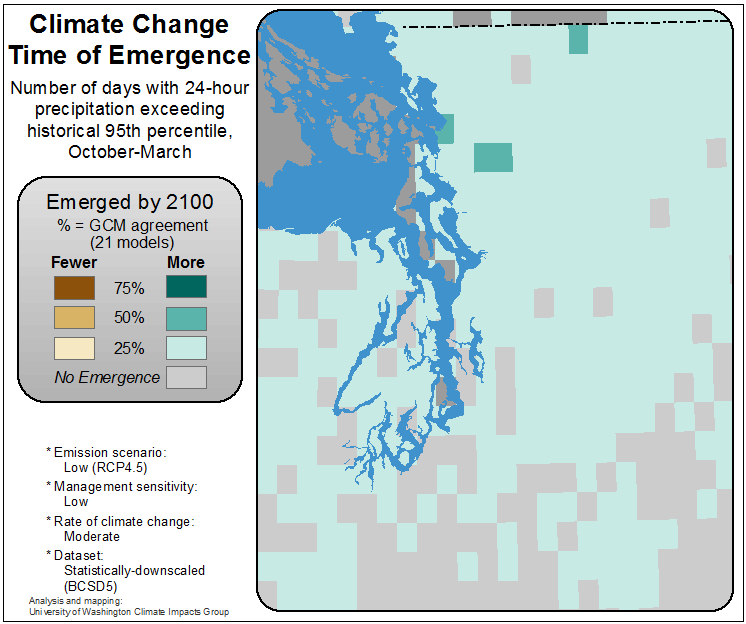 Climate Change
Time of Emergence
Number of days with 24-hour
precipitation exceeding
historical 95th percentile,
October-March
Emerged by 2100
% = GCM agreement
(21 models)
Fewer More
75%
50%
25%
No Emergence
* Emission scenario:
Low (RCP4.5)
* Management sensitivity:
Low
* Rate of climate change:
Moderate
* Dataset:
Statistically-downscaled
(BCSD5)
Analysis and mapping:
University of Washington Climate Impacts Group